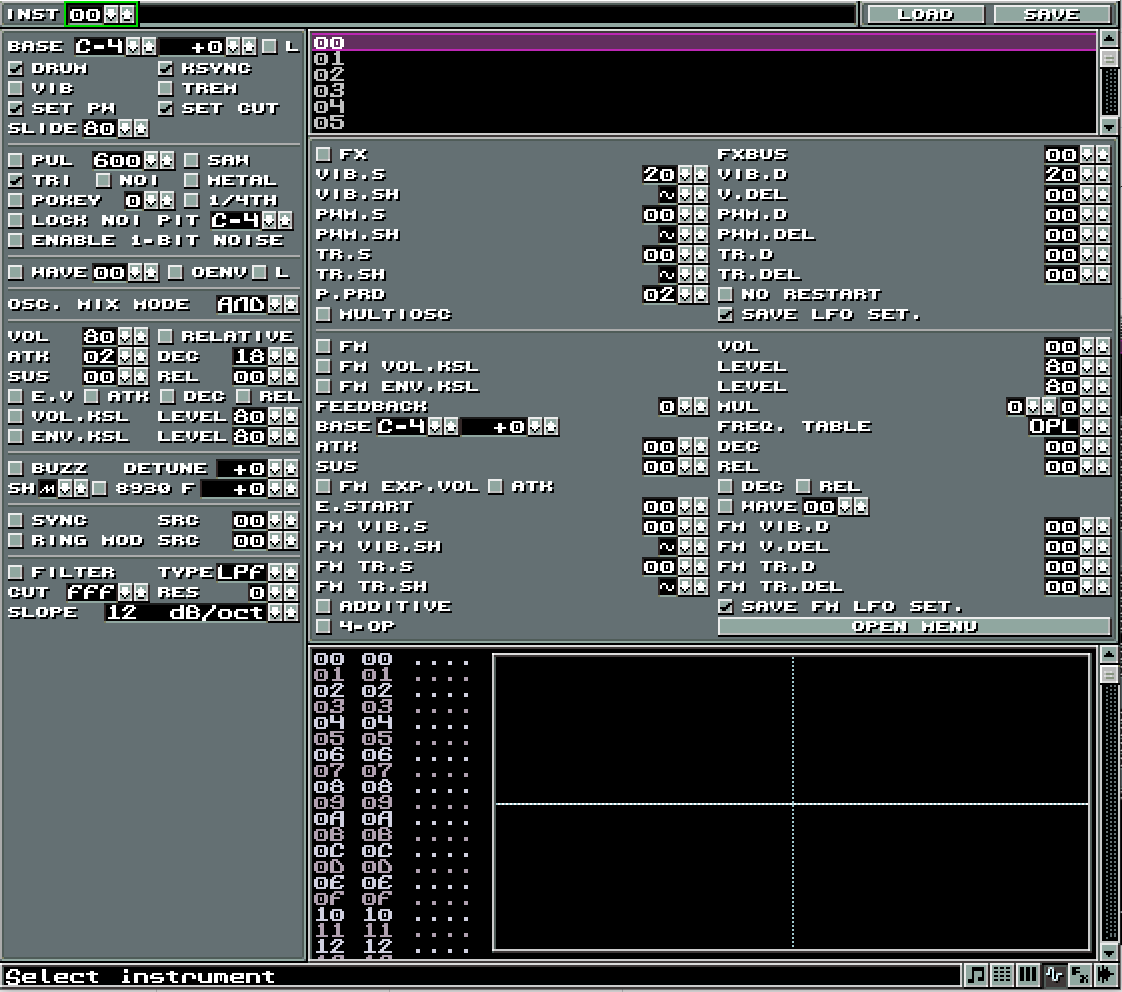 INST 00 LOAD SAVE
BASE C-4 +0 L
DRUM KSYNC
VIB TREM
SET PW SET CUT
SLIDE 80
PUL 600 SAW
TRI NOI METAL
POKEY 0 1/4TH
LOCK NOI PIT C-4
ENABLE 1-BIT NOISE
WAVE 00 OENV L
OSC. MIX MODE AND
VOL 80 RELATIVE
ATK 02 DEC 18
SUS 00 REL 00
E.V ATK DEC REL
VOL.KSL LEVEL 80
ENV.KSL LEVEL 80
BUZZ DETUNE +0
SH 8930 F +0
SYNC SRC 00
RING MOD SRC 00
FILTER TYPE LPF
CUT FFF RES 0
SLOPE 12 dB/oct
00
01
02
03
04
05
FX FXBUS 00
VIB.S 20 VIB.D 20
VIB.SH ~ V.DEL 00
PWM.S 00 PWM.D 00
PWM.SH ~ PWM.DEL 00
TR.S 00 TR.D 00
TR.SH ~ TR.DEL 00
P.PRD 02 NO RESTART
MULTIOSC SAVE LFO SET.
FM VOL 00
FM VOL.KSL LEVEL 80
FM ENV.KSL LEVEL 80
FEEDBACK 0 MUL 0 0
BASE C-4 +0 FREQ. TABLE OPL
ATK 00 DEC 00
SUS 00 REL 00
FM EXP.VOL ATK DEC REL
E.START 00 WAVE 00
FM VIB.S 00 FM VIB.D 00
FM VIB.SH ~ FM V.DEL 00
FM TR.S 00 FM TR.D 00
FM TR.SH ~ FM TR.DEL 00
ADDITIVE SAVE FM LFO SET.
4-OP OPEN MENU
00 00 ....
01 01 ....
02 02 ....
03 03 ....
04 04 ....
05 05 ....
06 06 ....
07 07 ....
08 08 ....
09 09 ....
0A 0A ....
0B 0B ....
0C 0C ....
0D 0D ....
0E 0E ....
0F 0F ....
10 10 ....
11 11 ....
12 12 ....
Select instrument